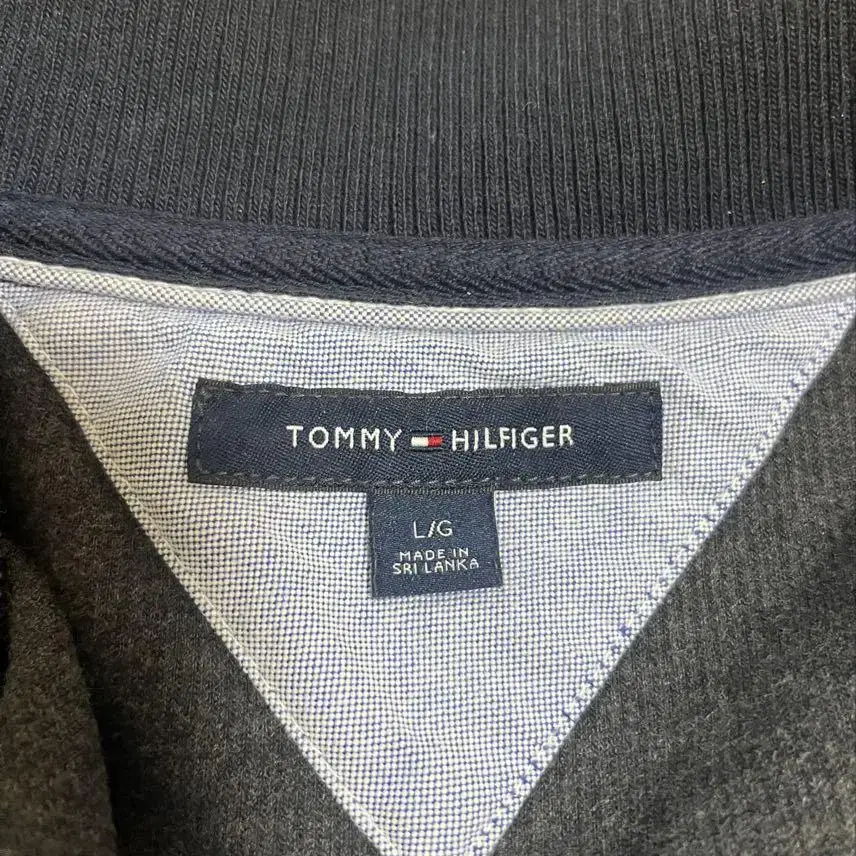 TOMMY HILFIGER
L/G
MADE IN
SRI LANKA